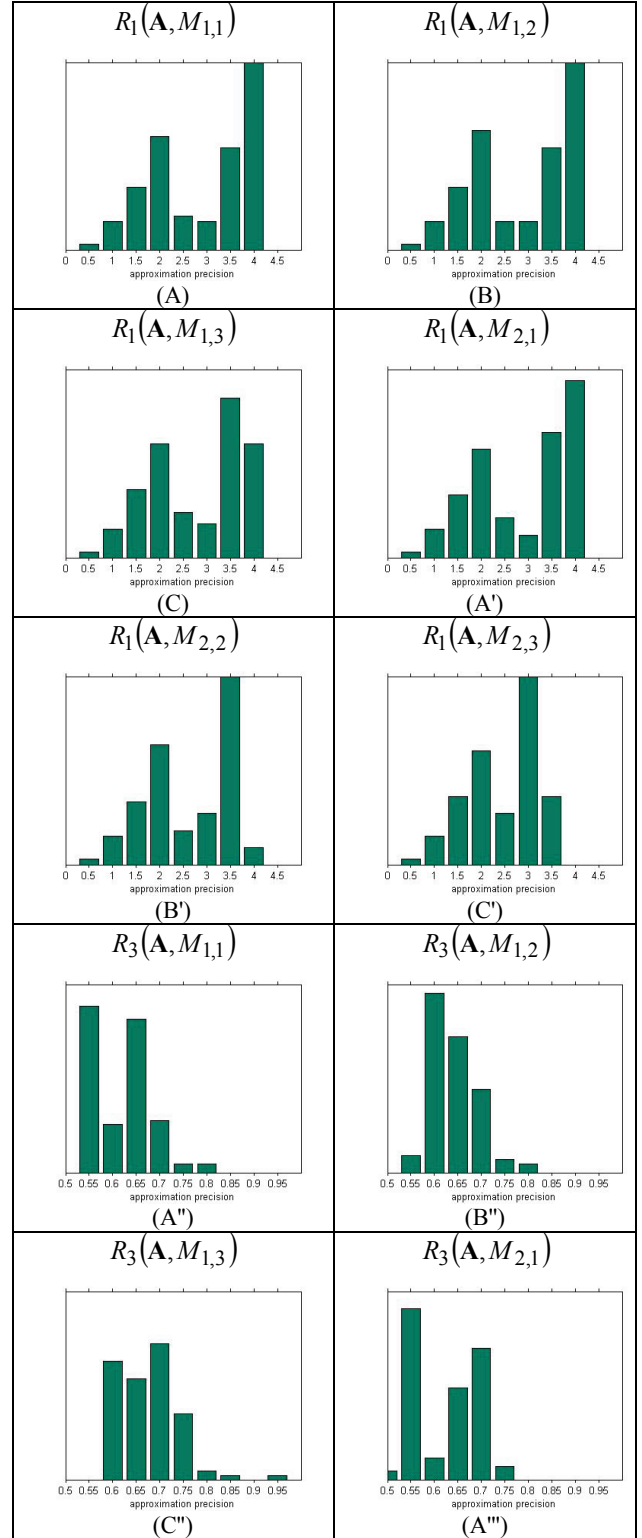 R₁(A, M₁,₁)
0 0.5 1 1.5 2 2.5 3 3.5 4 4.5
approximation precision
(A)
R₁(A, M₁,₂)
0 0.5 1 1.5 2 2.5 3 3.5 4 4.5
approximation precision
(B)
R₁(A, M₁,₃)
0 0.5 1 1.5 2 2.5 3 3.5 4 4.5
approximation precision
(C)
R₁(A, M₂,₁)
0 0.5 1 1.5 2 2.5 3 3.5 4 4.5
approximation precision
(A')
R₁(A, M₂,₂)
0 0.5 1 1.5 2 2.5 3 3.5 4 4.5
approximation precision
(B')
R₁(A, M₂,₃)
0 0.5 1 1.5 2 2.5 3 3.5 4 4.5
approximation precision
(C')
R₃(A, M₁,₁)
0.5 0.55 0.6 0.65 0.7 0.75 0.8 0.85 0.9 0.95
approximation precision
(A'')
R₃(A, M₁,₂)
0.5 0.55 0.6 0.65 0.7 0.75 0.8 0.85 0.9 0.95
approximation precision
(B'')
R₃(A, M₁,₃)
0.5 0.55 0.6 0.65 0.7 0.75 0.8 0.85 0.9 0.95
approximation precision
(C'')
R₃(A, M₂,₁)
0.5 0.55 0.6 0.65 0.7 0.75 0.8 0.85 0.9 0.95
approximation precision
(A''')